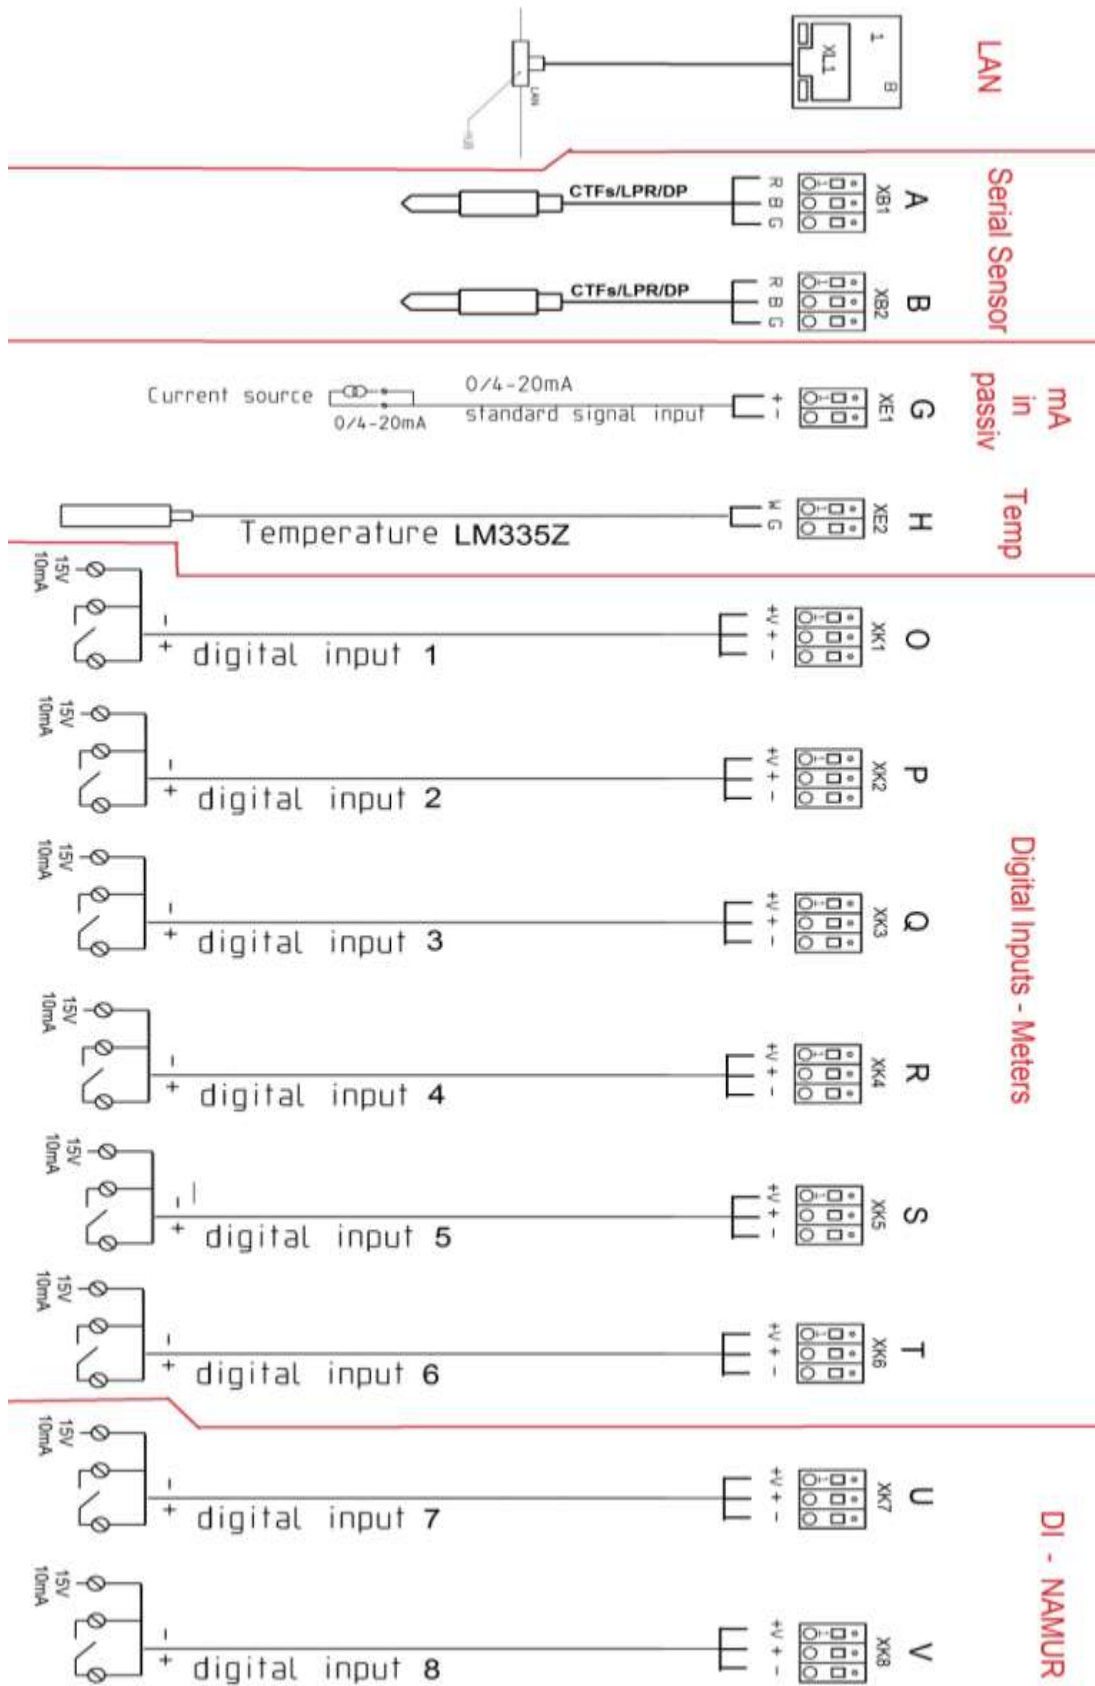 LAN
1
XL1
B
LAN
HUB
Serial Sensor
A
XB1
R
B
G
CTFs/LPR/DP
B
XB2
R
B
G
CTFs/LPR/DP
mA
in
passiv
G
XE1
+
-
0/4-20mA
standard signal input
Current source
0/4-20mA
Temp
H
XE2
W
G
Temperature LM335Z
Digital Inputs - Meters
O
XK1
+V + -
digital input 1
- +
15V
10mA
P
XK2
+V + -
digital input 2
- +
15V
10mA
Q
XK3
+V + -
digital input 3
- +
15V
10mA
R
XK4
+V + -
digital input 4
- +
15V
10mA
S
XK5
+V + -
digital input 5
- +
15V
10mA
T
XK6
+V + -
digital input 6
- +
15V
10mA
DI - NAMUR
U
XK7
+V + -
digital input 7
- +
15V
10mA
V
XK8
+V + -
digital input 8
- +
15V
10mA